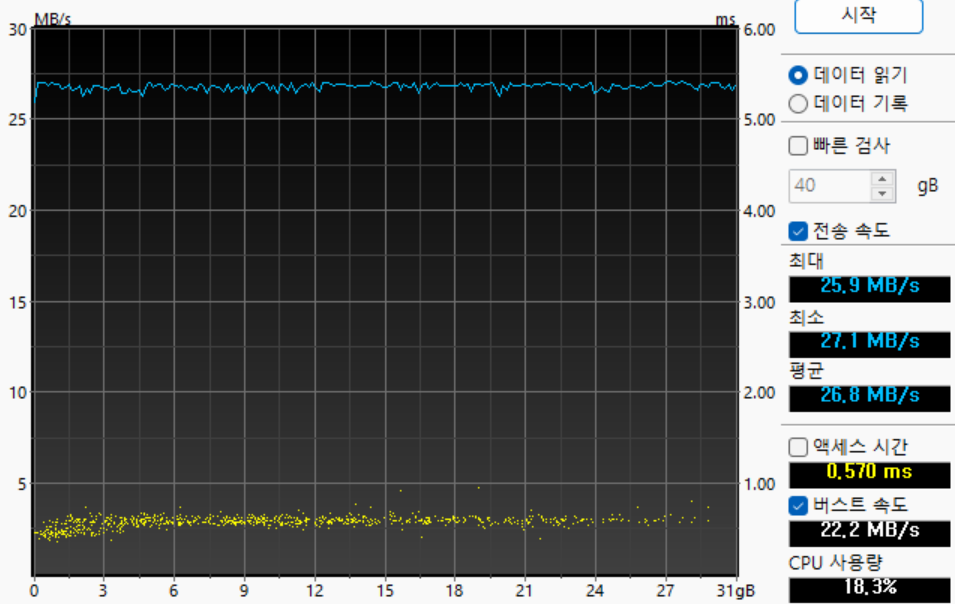 MB/s
ms
30
25
20
15
10
5
6.00
5.00
4.00
3.00
2.00
1.00
0
3
6
9
12
15
18
21
24
27
31gB
시작
데이터 읽기
데이터 기록
빠른 검사
40
gB
전송 속도
최대
25.9 MB/s
최소
27.1 MB/s
평균
26.8 MB/s
액세스 시간
0.570 ms
버스트 속도
22.2 MB/s
CPU 사용량
18.3%